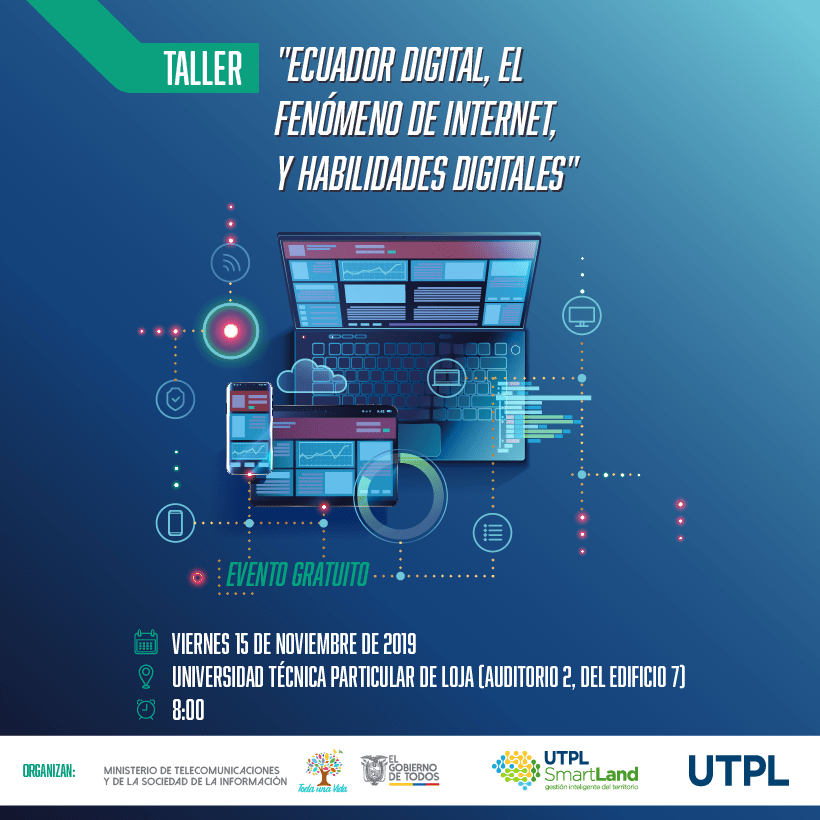 TALLER
"ECUADOR DIGITAL, EL
FENÓMENO DE INTERNET,
Y HABILIDADES DIGITALES"
EVENTO GRATUITO
VIERNES 15 DE NOVIEMBRE DE 2019
UNIVERSIDAD TÉCNICA PARTICULAR DE LOJA (AUDITORIO 2, DEL EDIFICIO 7)
8:00
ORGANIZAN:
MINISTERIO DE TELECOMUNICACIONES
Y DE LA SOCIEDAD DE LA INFORMACIÓN
Toda una Vida
EL
GOBIERNO
DE TODOS
UTPL
SmartLand
gestión inteligente del territorio
UTPL